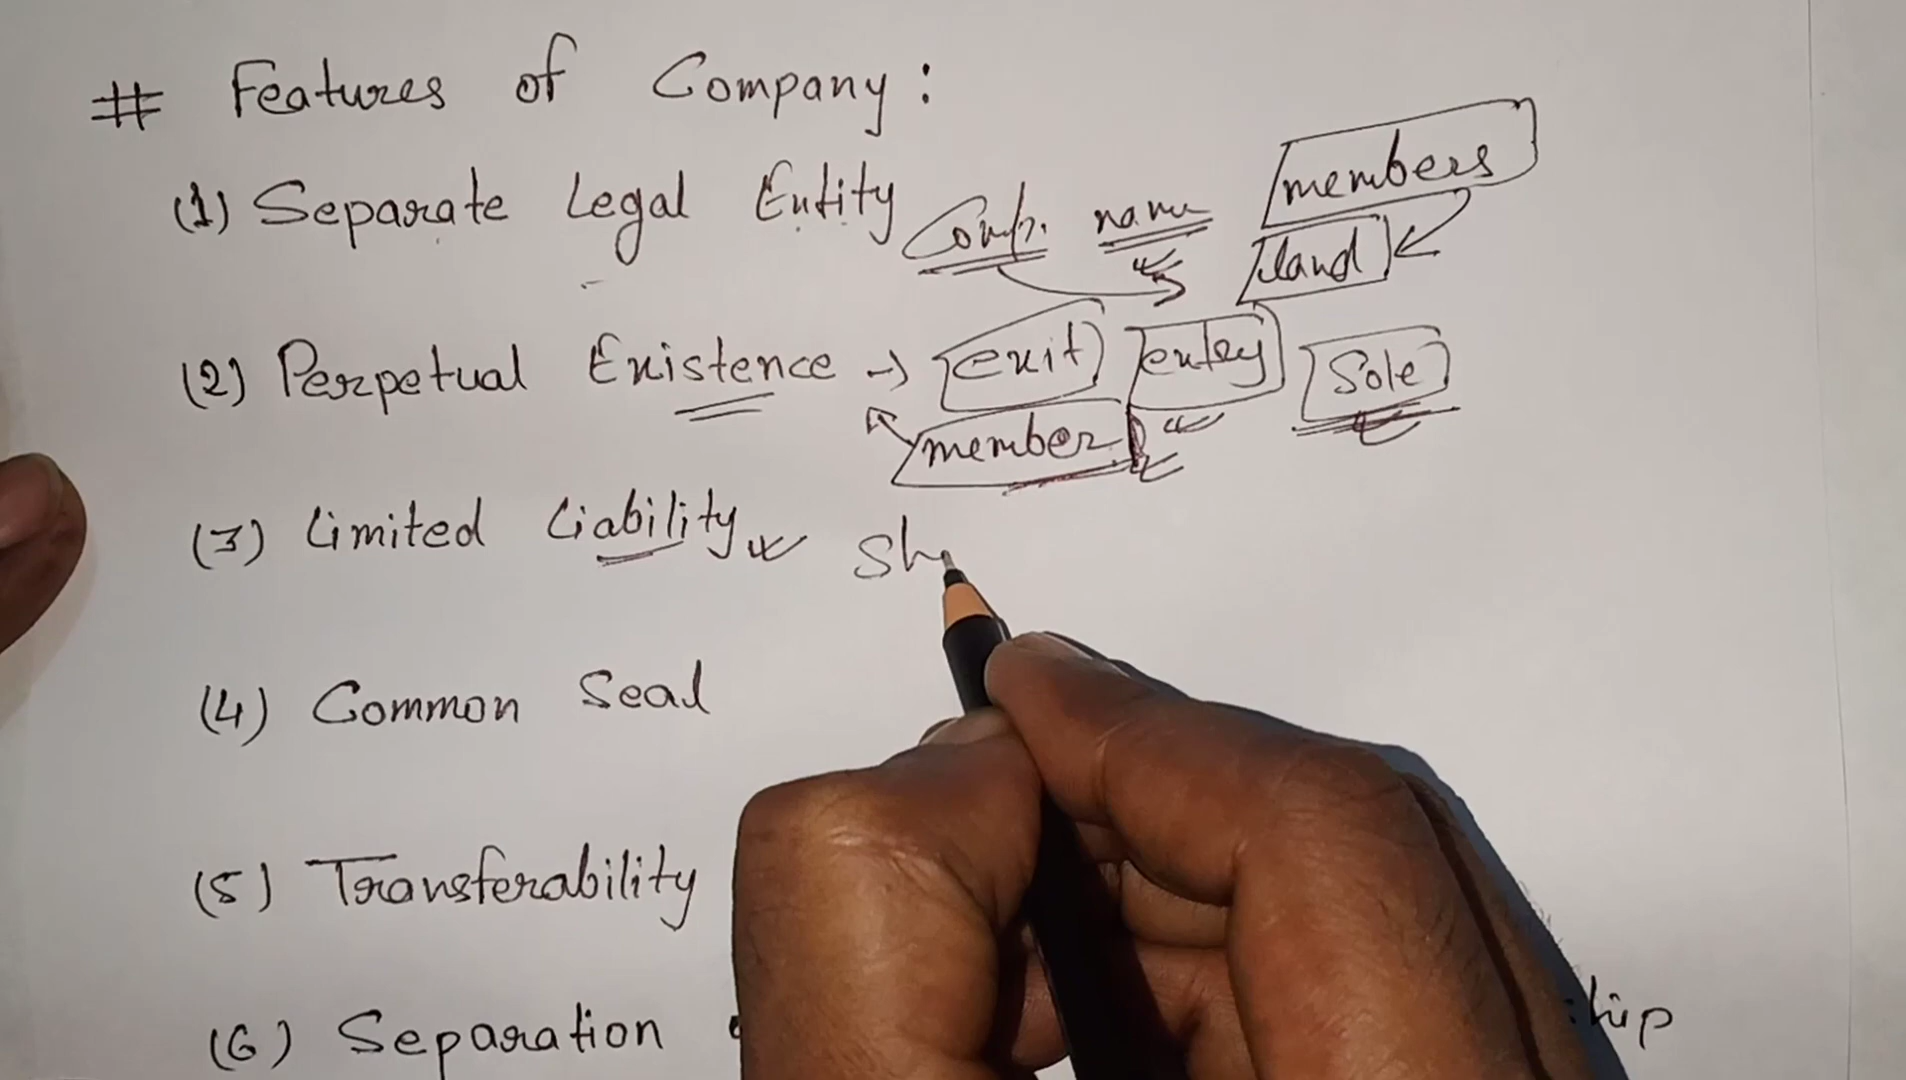 # Features of Company :
members
(1) Separate Legal Entity Comp. name
land
(2) Perpetual Existence → exit entry Sole
member
(3) Limited Liability Sh
(4) Common Seal
(5) Transferability
(6) Separation hip